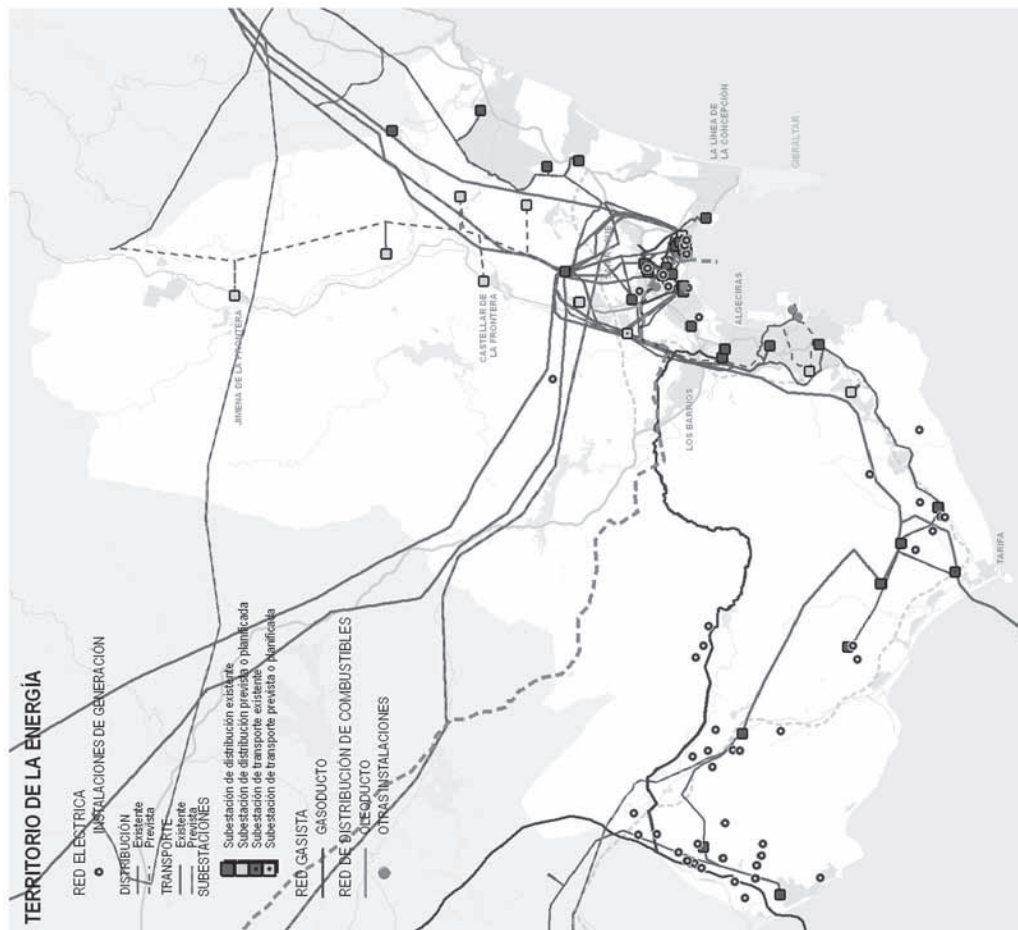 TERRITORIO DE LA ENERGÍA
RED ELÉCTRICA
INSTALACIONES DE GENERACIÓN
DISTRIBUCIÓN
Existente
Prevista
TRANSPORTE
Existente
Prevista
SUBESTACIONES
Subestación de distribución existente
Subestación de distribución prevista o planificada
Subestación de transporte existente
Subestación de transporte prevista o planificada
RED GASISTA
GASODUCTO
RED DE DISTRIBUCIÓN DE COMBUSTIBLES
OLEODUCTO
OTRAS INSTALACIONES
JIMENA DE LA FRONTERA
CASTELLAR DE
LA FRONTERA
LOS BARRIOS
ALGECIRAS
LA LÍNEA DE
LA CONCEPCIÓN
GIBRALTAR
TARIFA